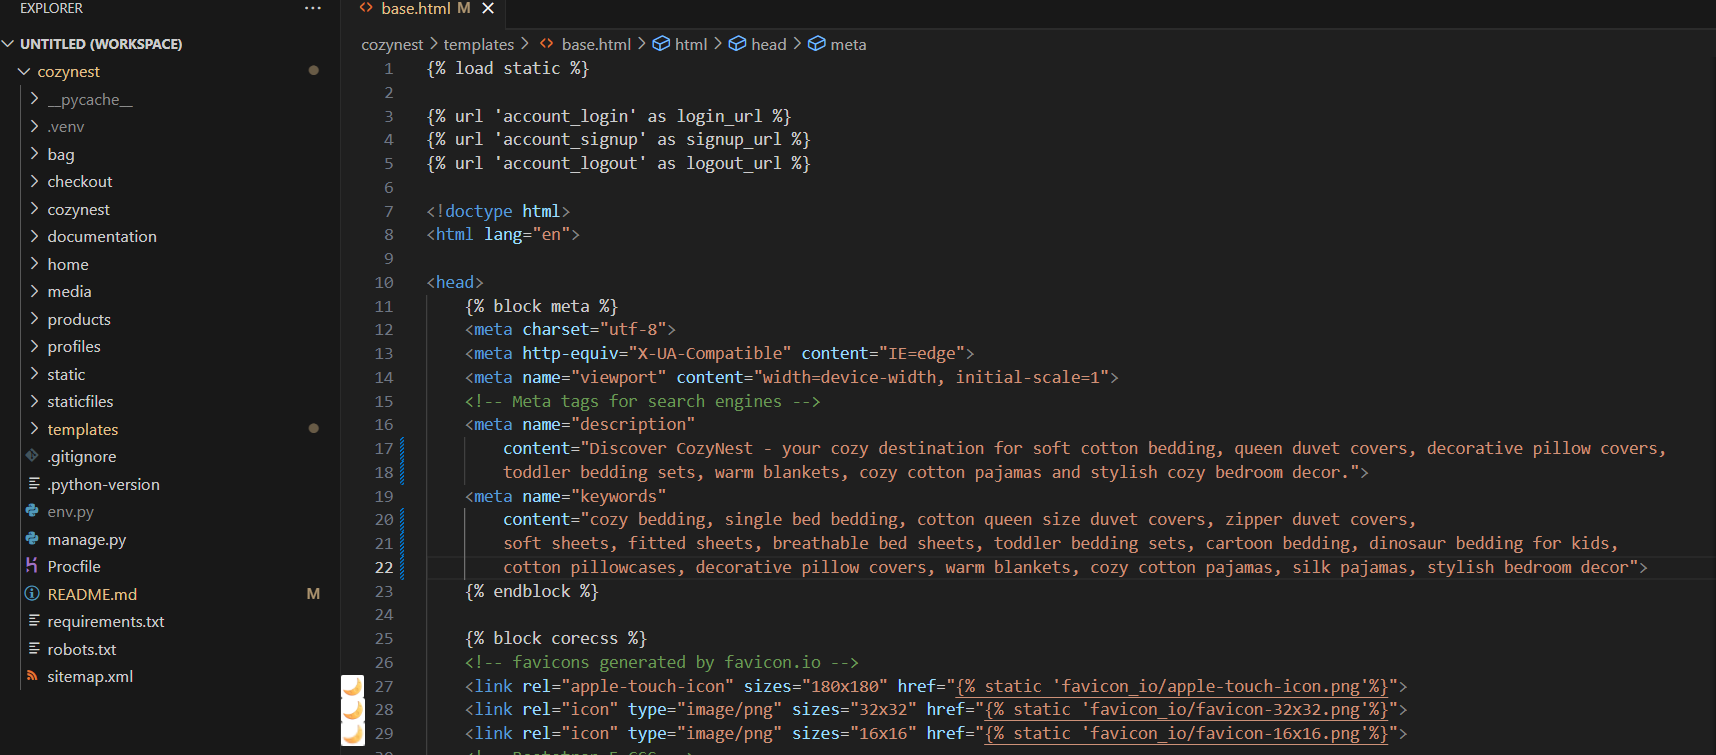 EXPLORER
base.html M
UNTITLED (WORKSPACE)
cozynest
__pycache__
.venv
bag
checkout
cozynest
documentation
home
media
products
profiles
static
staticfiles
templates
.gitignore
.python-version
env.py
manage.py
Procfile
README.md M
requirements.txt
robots.txt
sitemap.xml
cozynest > templates > base.html > html > head > meta
1 {% load static %}
2
3 {% url 'account_login' as login_url %}
4 {% url 'account_signup' as signup_url %}
5 {% url 'account_logout' as logout_url %}
6
7 <!doctype html>
8 <html lang="en">
9
10 <head>
11 {% block meta %}
12 <meta charset="utf-8">
13 <meta http-equiv="X-UA-Compatible" content="IE=edge">
14 <meta name="viewport" content="width=device-width, initial-scale=1">
15 <!-- Meta tags for search engines -->
16 <meta name="description"
17 content="Discover CozyNest - your cozy destination for soft cotton bedding, queen duvet covers, decorative pillow covers,
18 toddler bedding sets, warm blankets, cozy cotton pajamas and stylish cozy bedroom decor.">
19 <meta name="keywords"
20 content="cozy bedding, single bed bedding, cotton queen size duvet covers, zipper duvet covers,
21 soft sheets, fitted sheets, breathable bed sheets, toddler bedding sets, cartoon bedding, dinosaur bedding for kids,
22 cotton pillowcases, decorative pillow covers, warm blankets, cozy cotton pajamas, silk pajamas, stylish bedroom decor">
23 {% endblock %}
24
25 {% block corecss %}
26 <!-- favicons generated by favicon.io -->
27 <link rel="apple-touch-icon" sizes="180x180" href="{% static 'favicon_io/apple-touch-icon.png'%}">
28 <link rel="icon" type="image/png" sizes="32x32" href="{% static 'favicon_io/favicon-32x32.png'%}">
29 <link rel="icon" type="image/png" sizes="16x16" href="{% static 'favicon_io/favicon-16x16.png'%}">